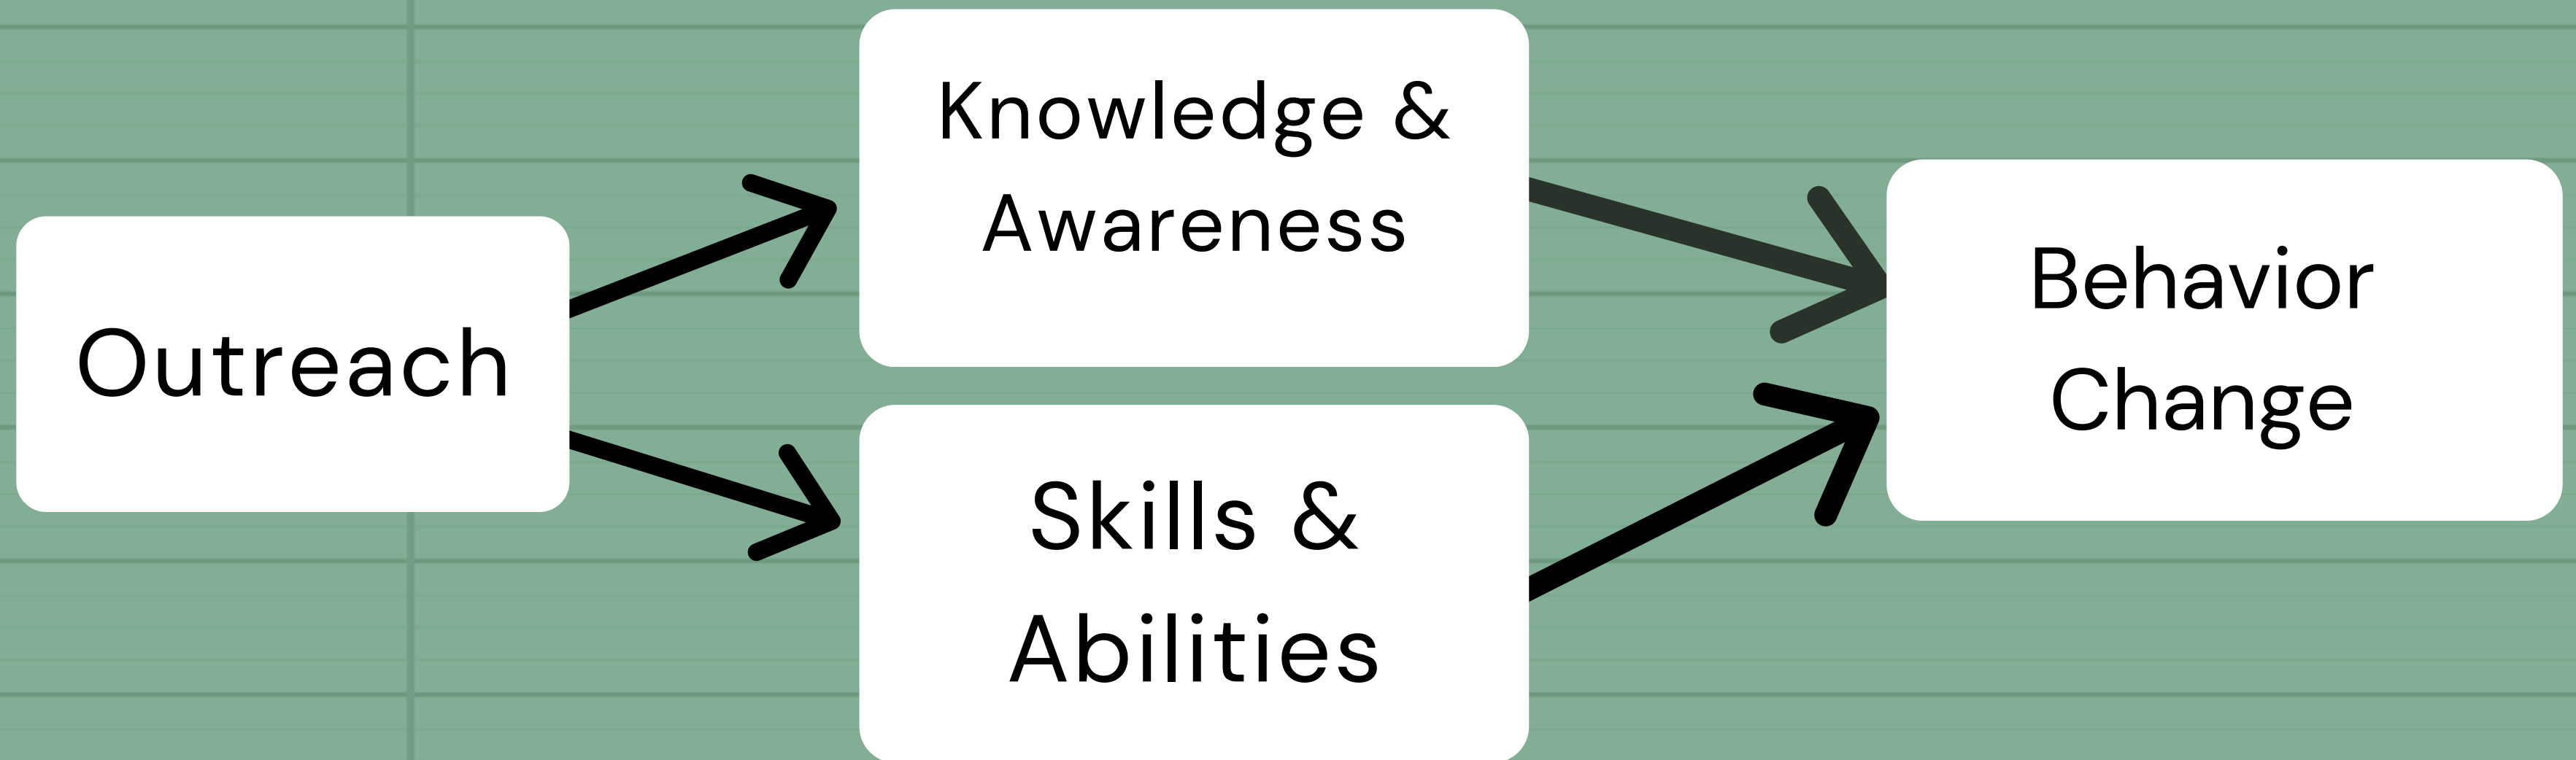 Outreach
Knowledge &
Awareness
Skills &
Abilities
Behavior
Change